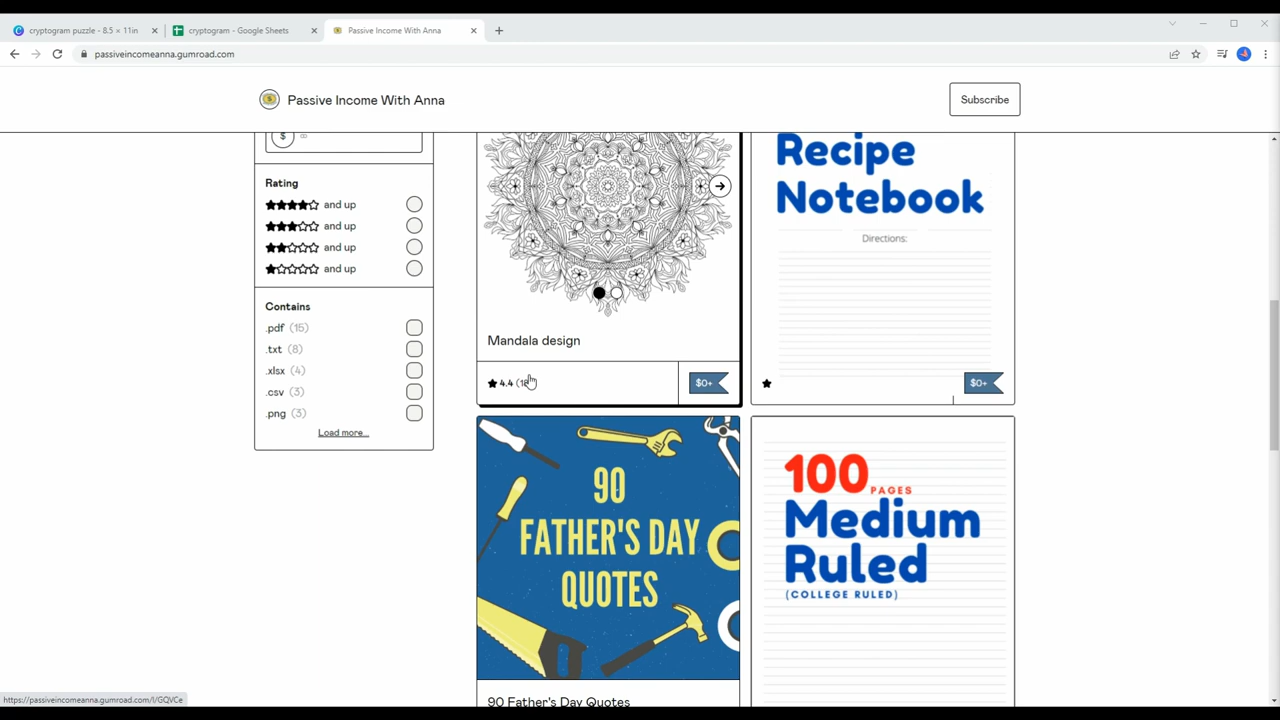 cryptogram puzzle - 8.5 × 11in
cryptogram - Google Sheets
Passive Income With Anna
passiveincomeanna.gumroad.com
Passive Income With Anna
Subscribe
$
Rating
and up
and up
and up
and up
Contains
.pdf (15)
.txt (8)
.xlsx (4)
.csv (3)
.png (3)
Load more...
Mandala design
4.4
$0+
Recipe
Notebook
Directions:
$0+
90
FATHER'S DAY
QUOTES
90 Father's Day Quotes
100 PAGES
Medium
Ruled
(COLLEGE RULED)
https://passiveincomeanna.gumroad.com/l/GQVCe